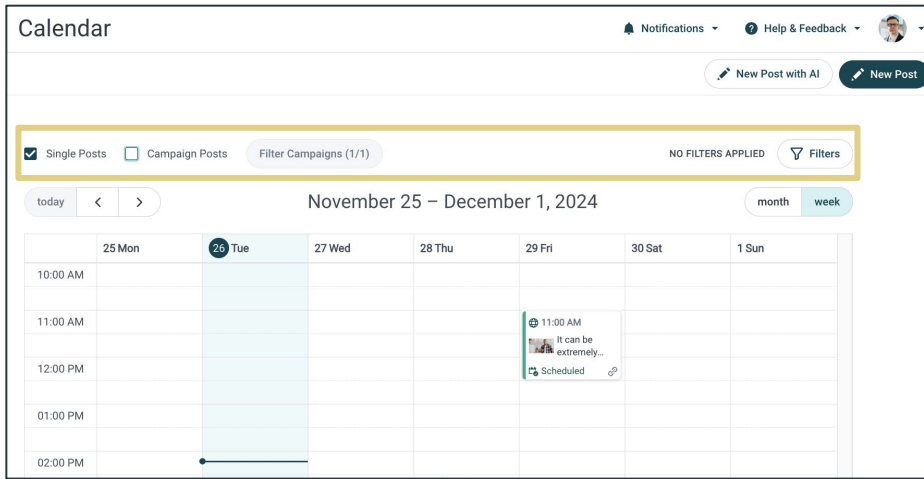 Calendar
Notifications
Help & Feedback
New Post with AI
New Post
Single Posts
Campaign Posts
Filter Campaigns (1/1)
NO FILTERS APPLIED
Filters
today
November 25 – December 1, 2024
month
week
25 Mon
26 Tue
27 Wed
28 Thu
29 Fri
30 Sat
1 Sun
10:00 AM
11:00 AM
11:00 AM
It can be
extremely...
12:00 PM
Scheduled
01:00 PM
02:00 PM